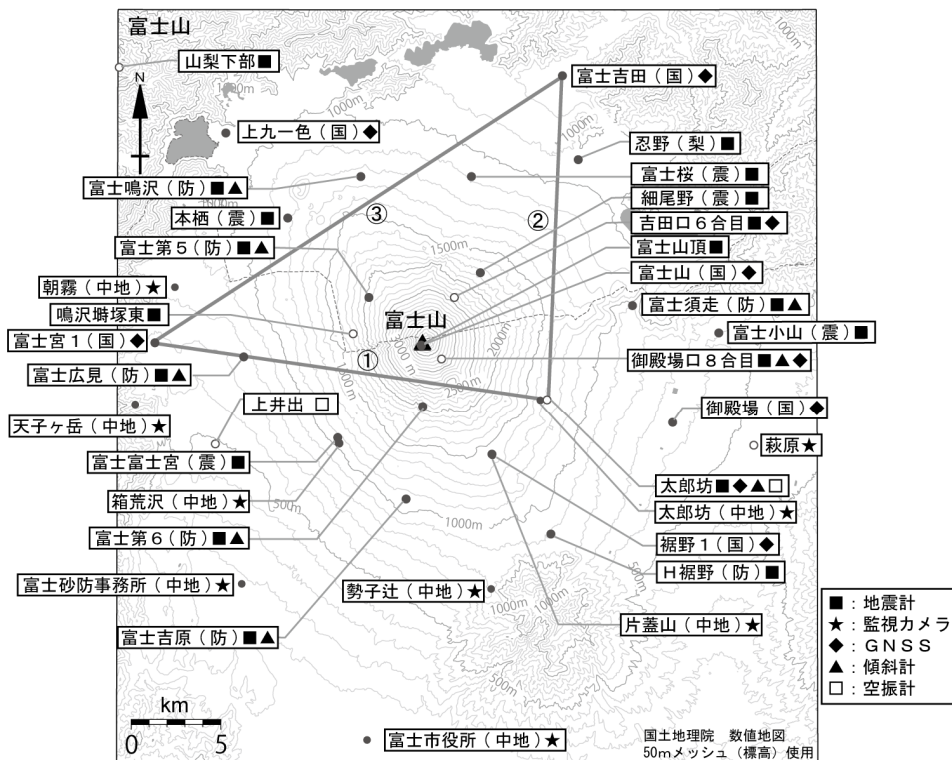 富士山
山梨下部■
N
富士吉田（国）◆
上九一色（国）◆
忍野（梨）■
富士鳴沢（防）■▲
富士桜（震）■
細尾野（震）■
本栖（震）■
吉田口６合目■◆
富士第５（防）■▲
富士山頂■
富士山（国）◆
朝霧（中地）★
富士須走（防）■▲
鳴沢塒塚東■
富士山
富士小山（震）■
富士宮１（国）◆
御殿場口８合目■▲◆
富士広見（防）■▲
上井出 □
御殿場（国）◆
天子ヶ岳（中地）★
萩原★
富士富士宮（震）■
太郎坊■◆▲□
箱荒沢（中地）★
太郎坊（中地）★
富士第６（防）■▲
裾野１（国）◆
Ｈ裾野（防）■
富士砂防事務所（中地）★
勢子辻（中地）★
富士吉原（防）■▲
片蓋山（中地）★
①
②
③
1000m
1000m
1000m
1500m
2000m
2500m
1000m
500m
1000m
1000m
500m
■：地震計
★：監視カメラ
◆：ＧＮＳＳ
▲：傾斜計
□：空振計
km
0 5
富士市役所（中地）★
国土地理院 数値地図
50mメッシュ（標高）使用